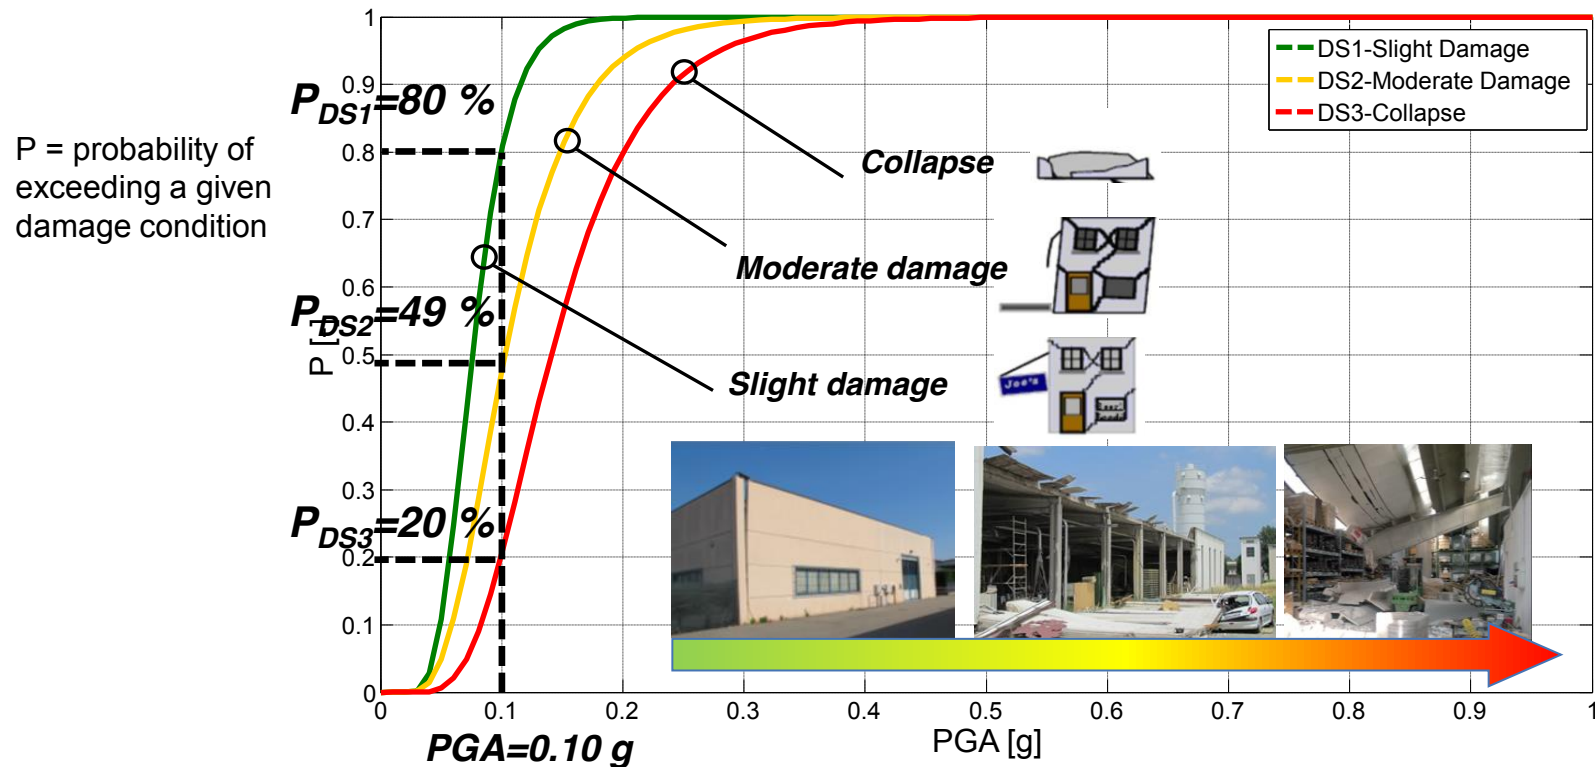 P = probability of
exceeding a given
damage condition
P [ ]
1
0.9
0.8
0.7
0.6
0.5
0.4
0.3
0.2
0.1
0
P_DS1=80 %
P_DS2=49 %
P_DS3=20 %
DS1-Slight Damage
DS2-Moderate Damage
DS3-Collapse
Collapse
Moderate damage
Slight damage
Joe's
0
0.1
0.2
0.3
0.4
0.5
0.6
0.7
0.8
0.9
1
PGA=0.10 g
PGA [g]